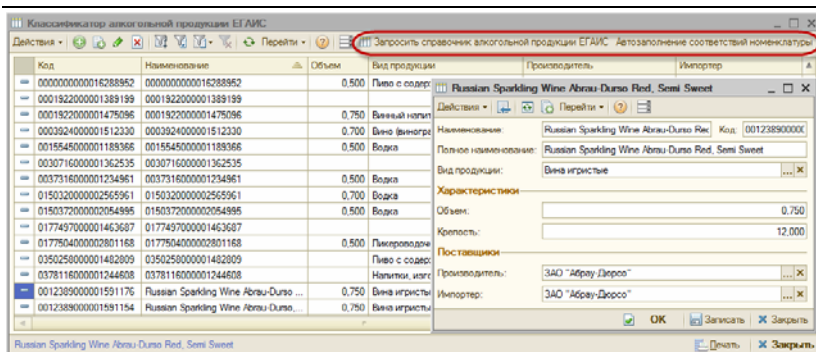 Классификатор алкогольной продукции ЕГАИС
Действия Перейти Запросить справочник алкогольной продукции ЕГАИС Автозаполнение соответствий номенклатуры
Код Наименование Объем Вид продукции Производитель Импортер
0000000000016288952 0000000000016288952 0,500 Пиво с содер
0001922000001389199 0001922000001389199
0001922000001475096 0001922000001475096 0,750 Винный напит
0003924000001512330 0003924000001512330 0,700 Вино (виногра
0015545000001189366 0015545000001189366 0,500 Водка
0030716000001362535 0030716000001362535
0037316000001234961 0037316000001234961 0,500 Водка
0150320000002565961 0150320000002565961 0,700 Водка
0150372000002054995 0150372000002054995 0,500 Водка
0177497000001463687 0177497000001463687
0177504000002801168 0177504000002801168 0,500 Ликероводоч
0350258000001482809 0350258000001482809 Пиво с содер
0378116000001244608 0378116000001244608 Напитки, изго
0012389000001591176 Russian Sparkling Wine Abrau-Durso ... 0,750 Вина игристы
0012389000001591154 Russian Sparkling Wine Abrau-Durso,... 0,750 Вина игристы
Russian Sparkling Wine Abrau-Durso Red, Semi Sweet
Действия Перейти
Наименование: Russian Sparkling Wine Abrau-Durso Rec Код: 00123890000
Полное наименование: Russian Sparkling Wine Abrau-Durso Red, Semi Sweet
Вид продукции: Вина игристые
Характеристики
Объем: 0,750
Крепость: 12,000
Поставщики
Производитель: ЗАО "Абрау-Дюрсо"
Импортер: ЗАО "Абрау-Дюрсо"
OK Записать Закрыть
Russian Sparkling Wine Abrau-Durso Red, Semi Sweet Печать Закрыть